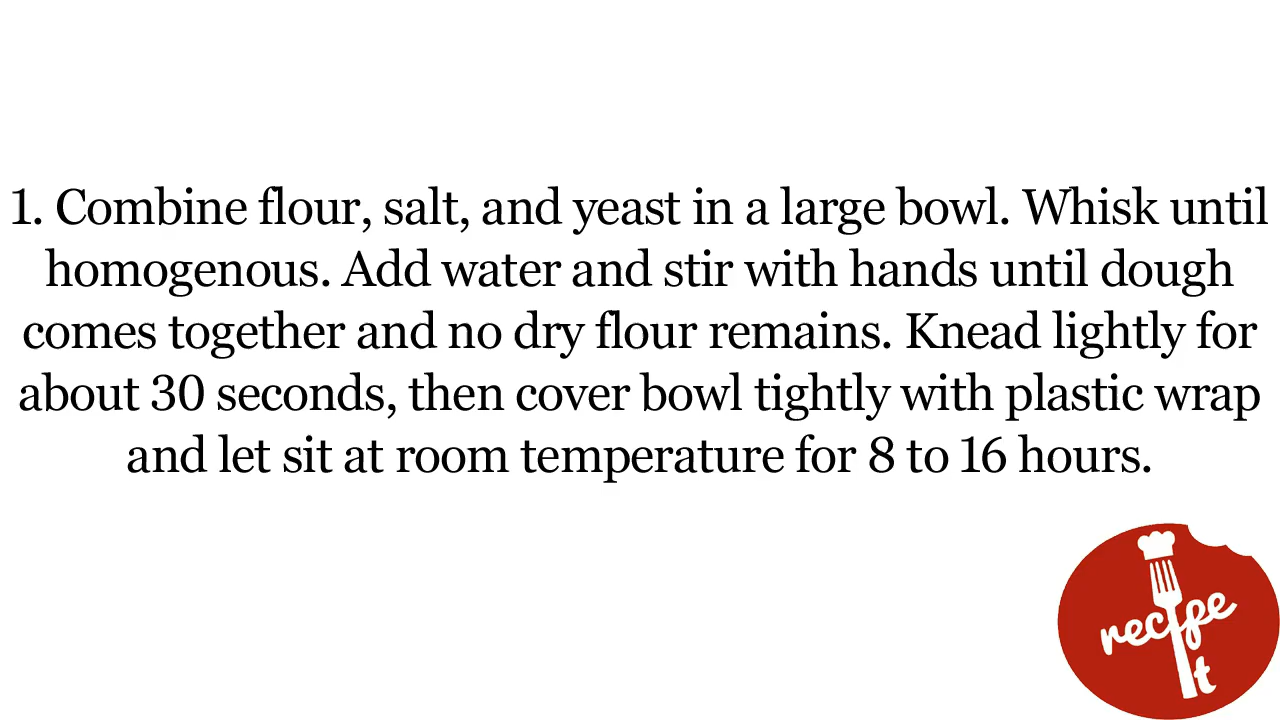 1. Combine flour, salt, and yeast in a large bowl. Whisk until
homogenous. Add water and stir with hands until dough
comes together and no dry flour remains. Knead lightly for
about 30 seconds, then cover bowl tightly with plastic wrap
and let sit at room temperature for 8 to 16 hours.
recipe
It